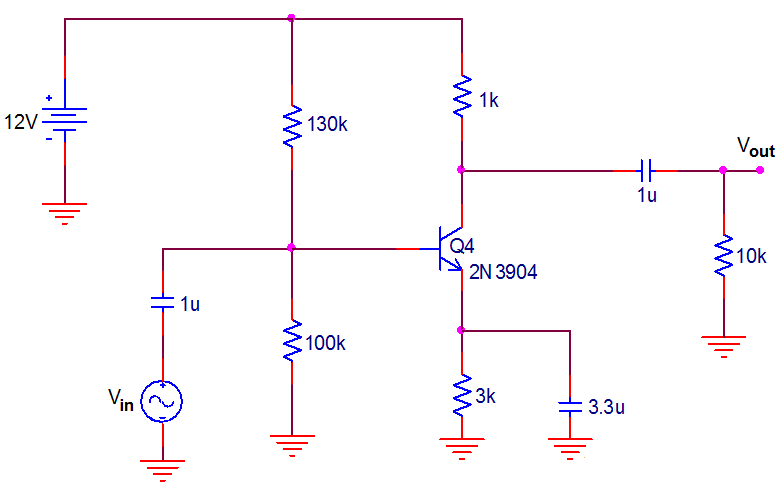 +
12V
-
130k
1k
Vout
1u
Q4
2N3904
10k
1u
100k
Vin
+
-
3k
3.3u